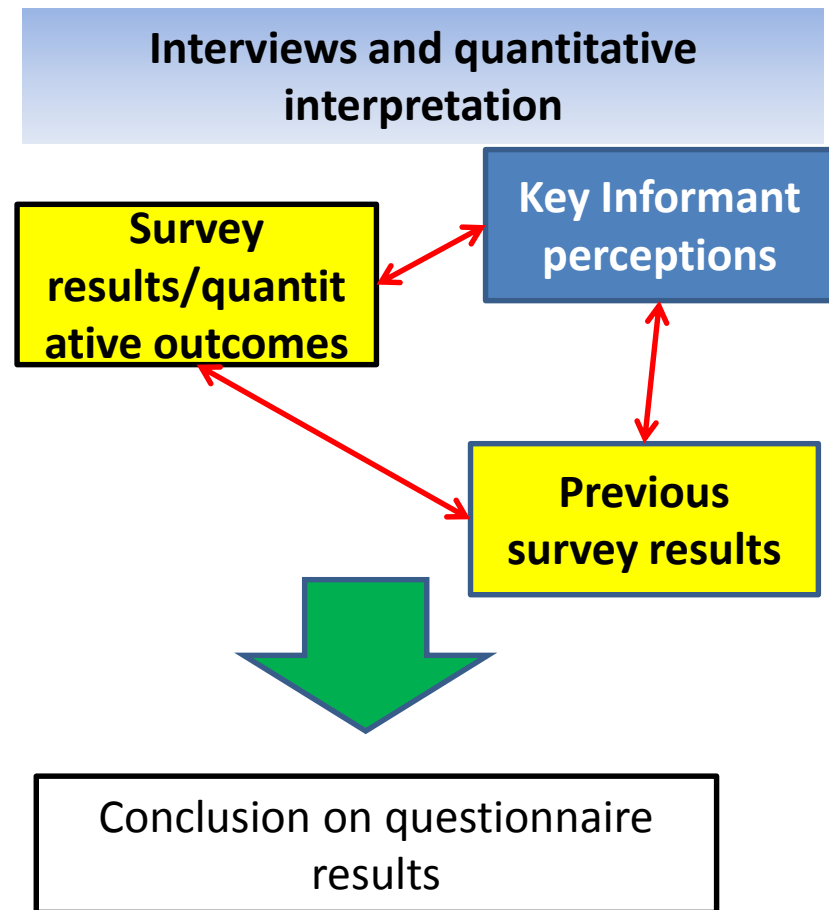 Interviews and quantitative
interpretation
Key Informant
perceptions
Survey
results/quantit
ative outcomes
Previous
survey results
Conclusion on questionnaire
results